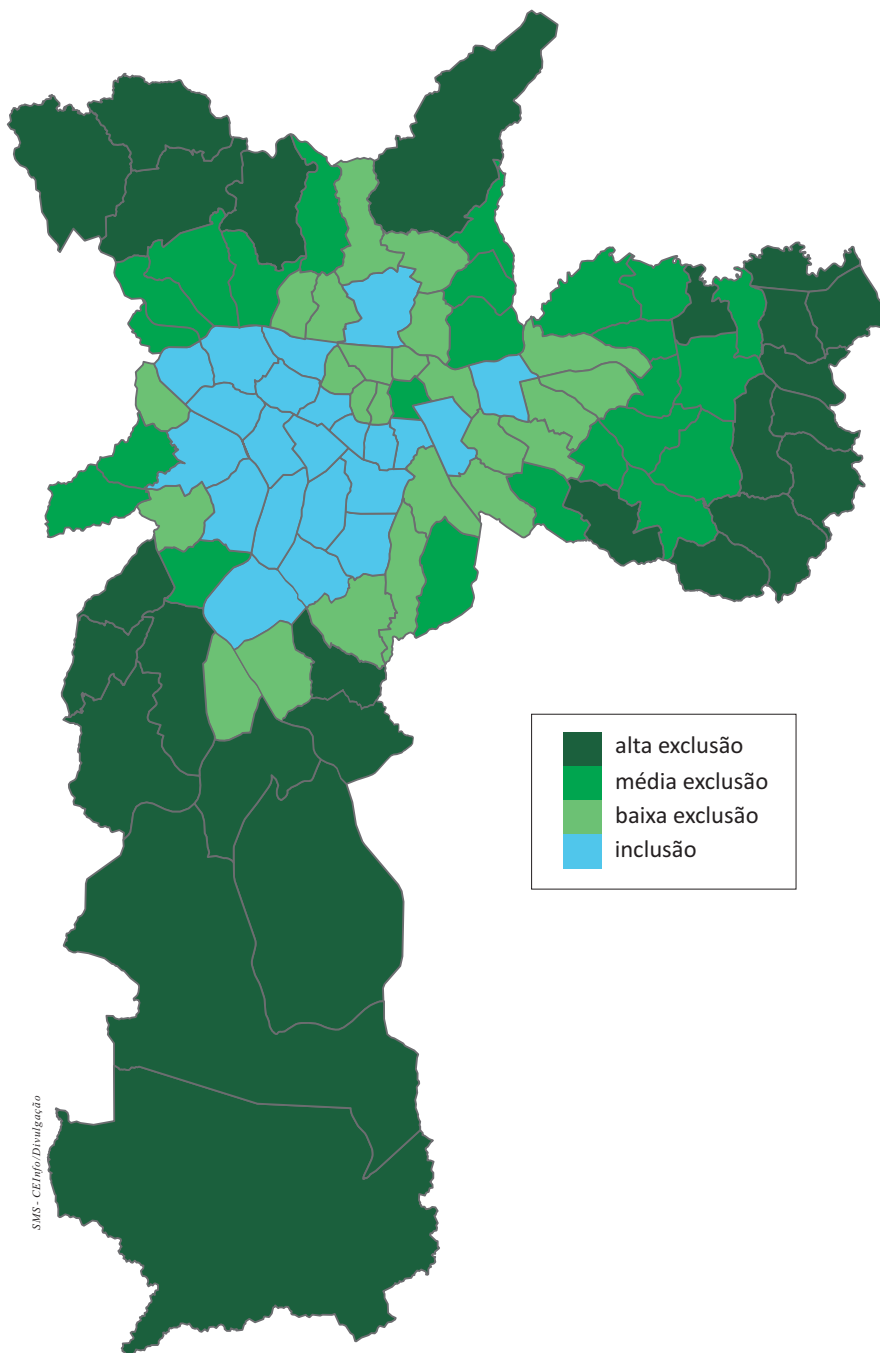 alta exclusão
média exclusão
baixa exclusão
inclusão
SMS - CEInfo/Divulgação